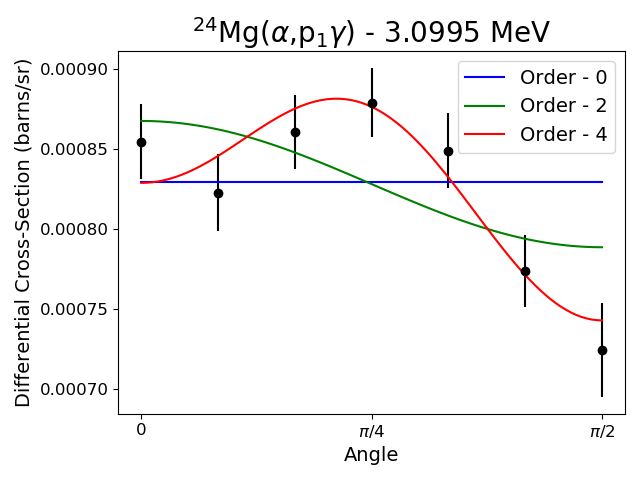 ²⁴Mg(α,p₁γ) - 3.0995 MeV
Differential Cross-Section (barns/sr)
0.00090
0.00085
0.00080
0.00075
0.00070
Order - 0
Order - 2
Order - 4
0
π/4
π/2
Angle